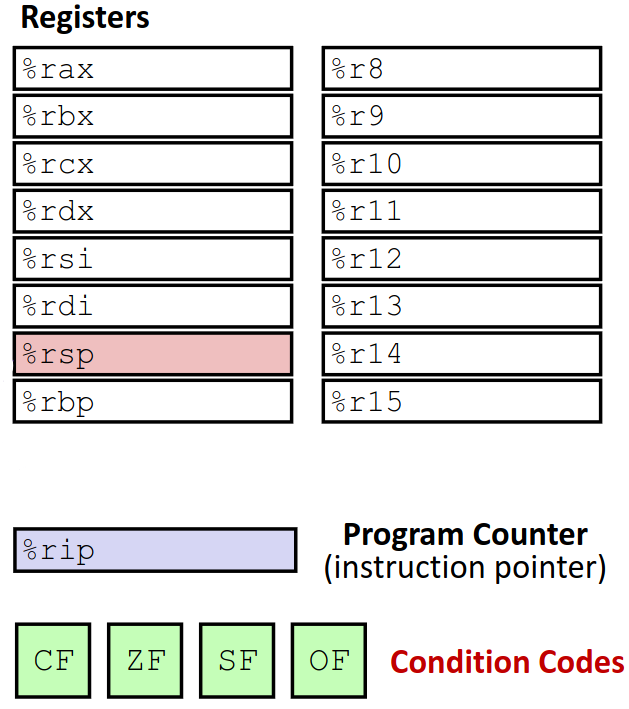 Registers
%rax
%rbx
%rcx
%rdx
%rsi
%rdi
%rsp
%rbp
%r8
%r9
%r10
%r11
%r12
%r13
%r14
%r15
%rip
Program Counter
(instruction pointer)
CF ZF SF OF
Condition Codes